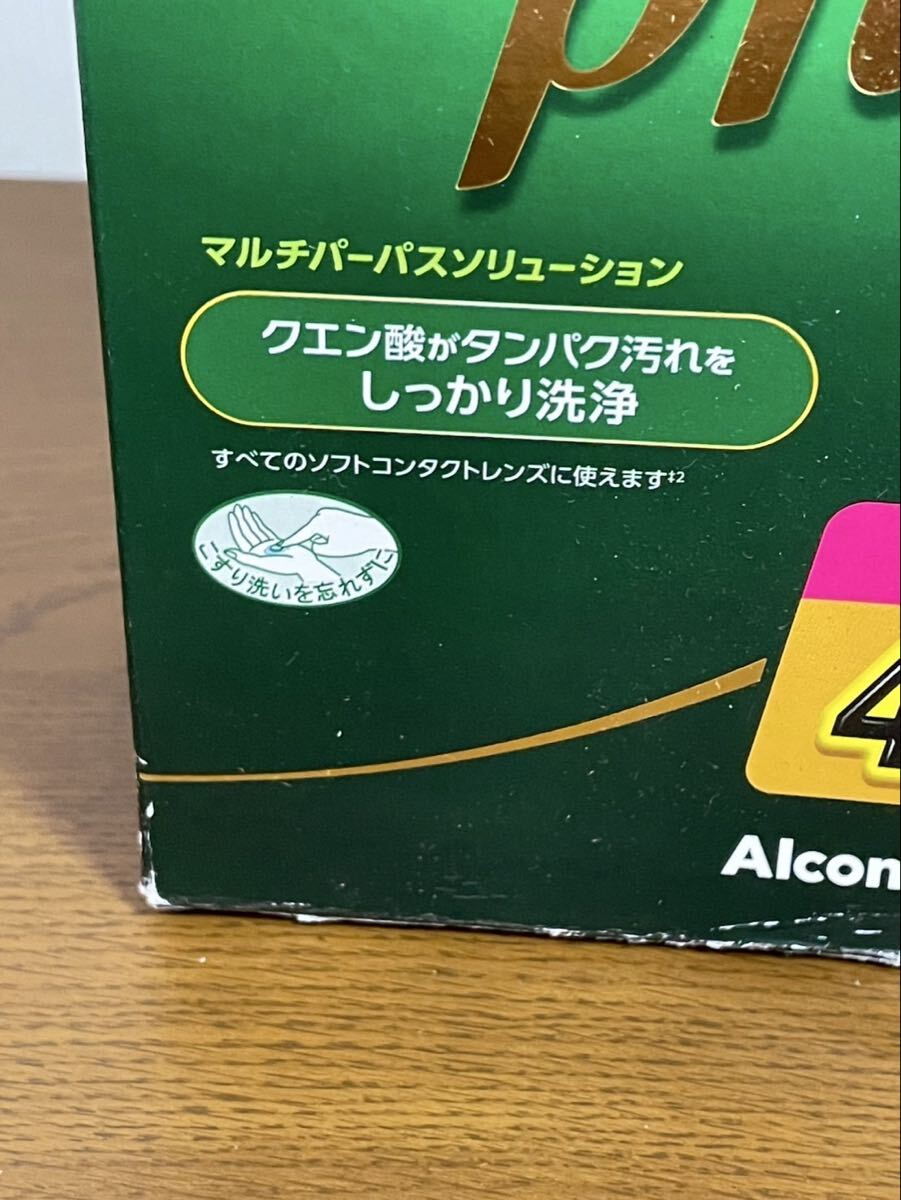 マルチパーパスソリューション
クエン酸がタンパク汚れを
しっかり洗浄
すべてのソフトコンタクトレンズに使えます‡2
こすり洗いを忘れずに
4
Alcon